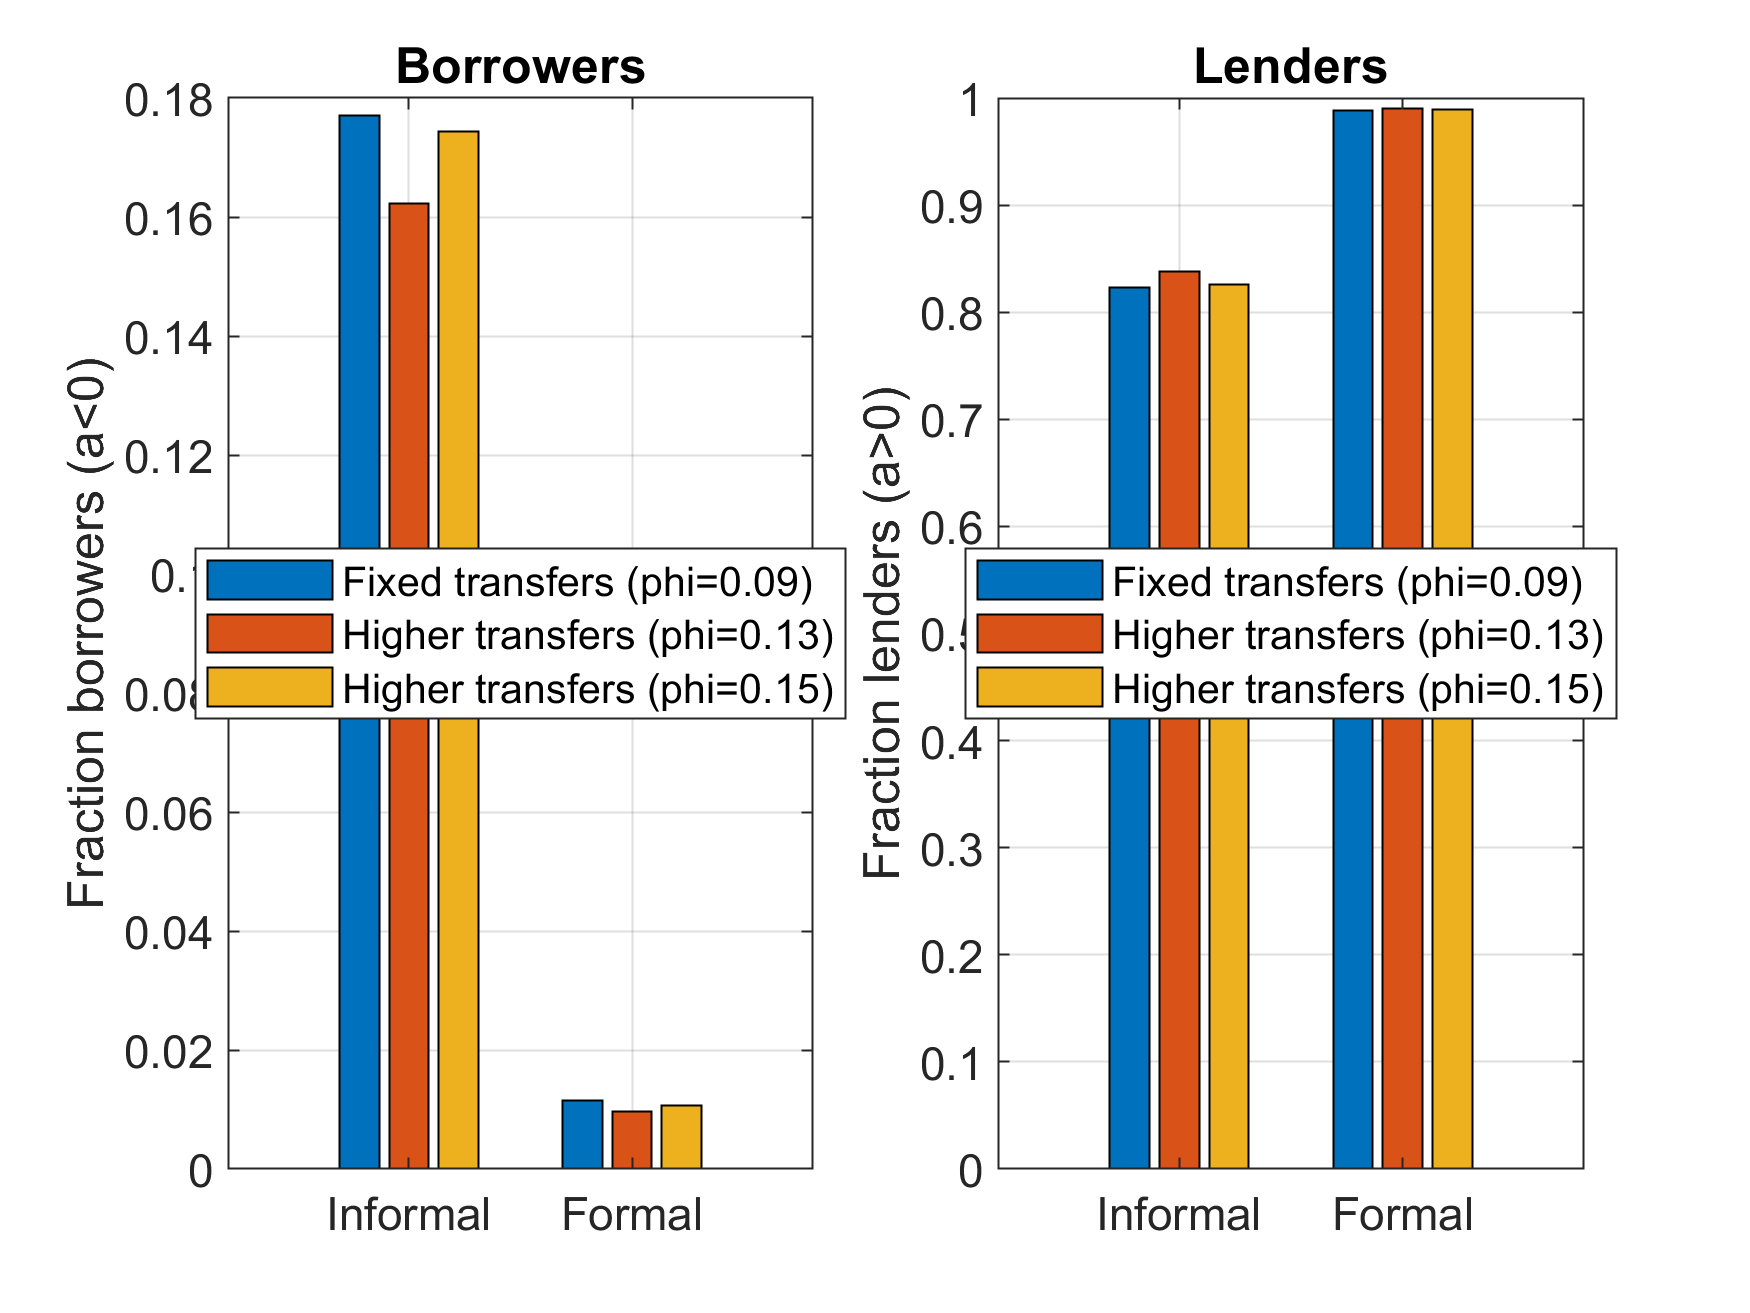 Borrowers
Fraction borrowers (a<0)
0.18
0.16
0.14
0.12
0.06
0.04
0.02
0
Informal Formal
Fixed transfers (phi=0.09)
Higher transfers (phi=0.13)
Higher transfers (phi=0.15)
Lenders
Fraction lenders (a>0)
1
0.9
0.8
0.7
0.6
0.4
0.3
0.2
0.1
0
Informal Formal
Fixed transfers (phi=0.09)
Higher transfers (phi=0.13)
Higher transfers (phi=0.15)